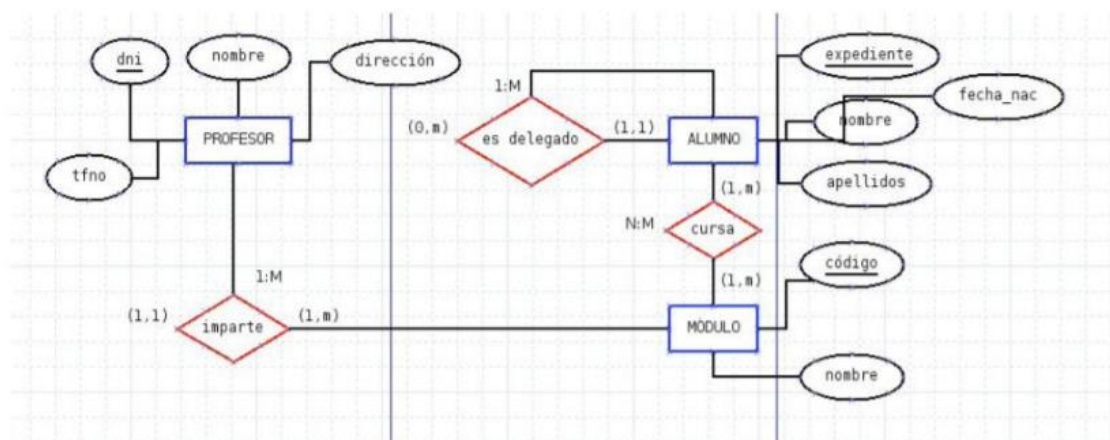 dni
nombre
dirección
tfno
PROFESOR
1:M
(0,m)
es delegado
(1,1)
ALUMNO
expediente
fecha_nac
nombre
apellidos
(1,m)
N:M
cursa
(1,m)
código
1:M
(1,1)
imparte
(1,m)
MÓDULO
nombre